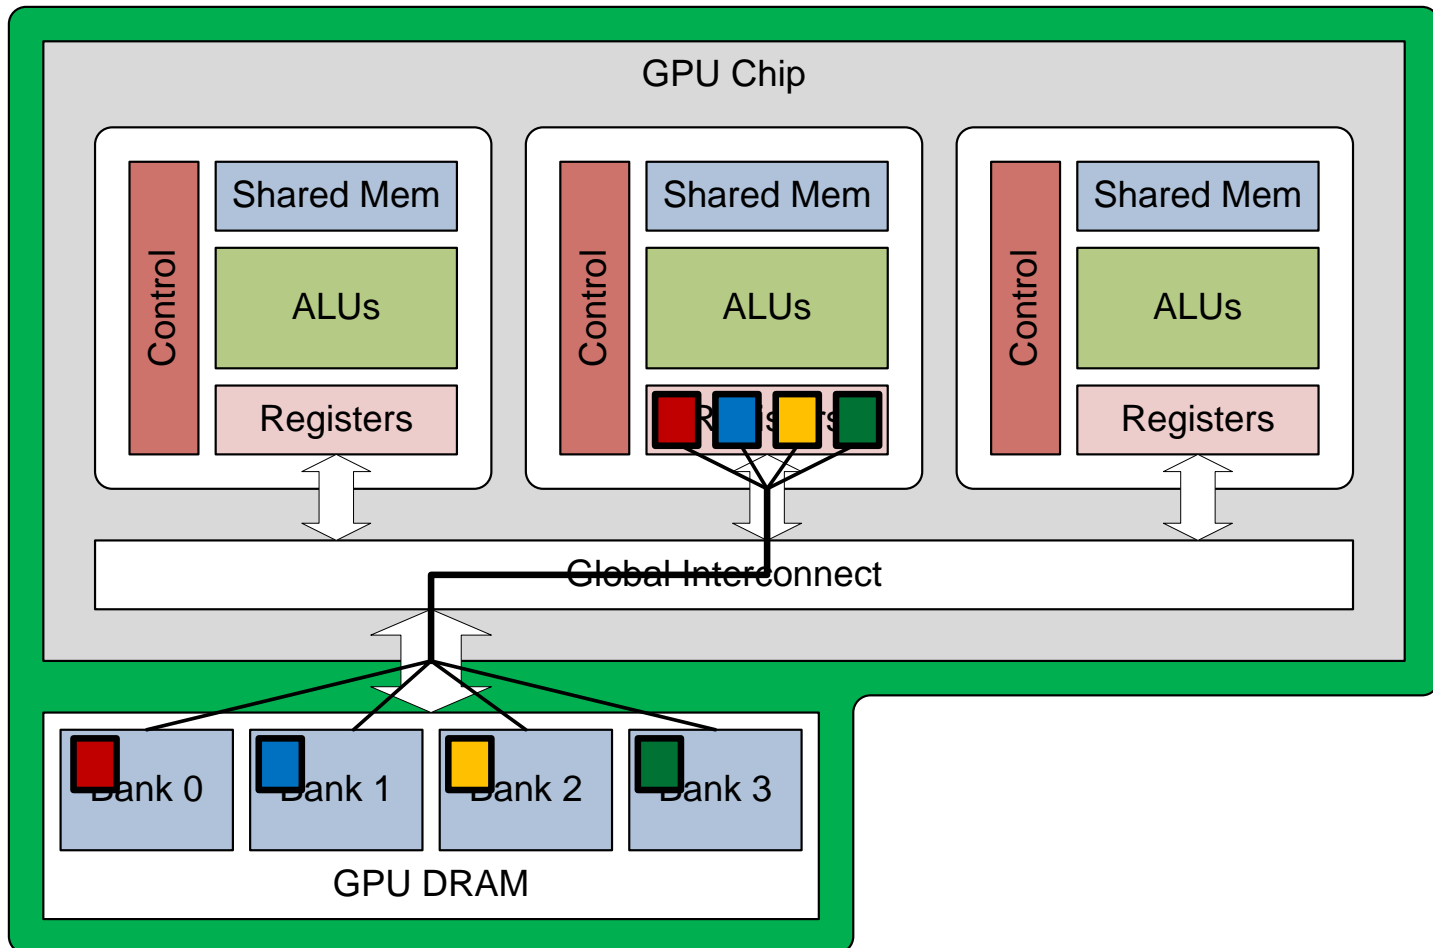 GPU Chip
Control
Shared Mem
ALUs
Registers
Control
Shared Mem
ALUs
Registers
Control
Shared Mem
ALUs
Registers
Global Interconnect
Bank 0
Bank 1
Bank 2
Bank 3
GPU DRAM